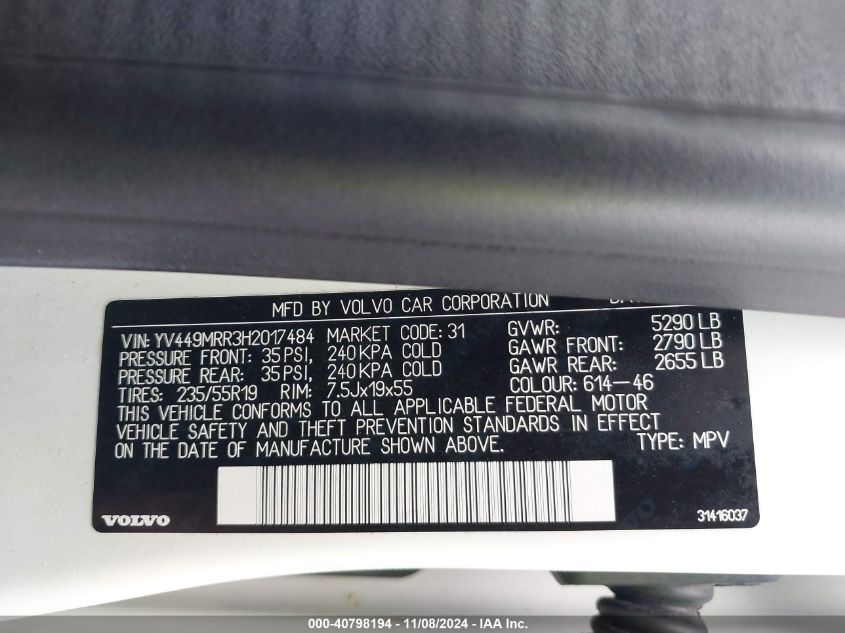 MFD BY VOLVO CAR CORPORATION
VIN: YV449MRR3H2017484 MARKET CODE: 31 GVWR: 5290 LB
PRESSURE FRONT: 35 PSI, 240 KPA COLD GAWR FRONT: 2790 LB
PRESSURE REAR: 35 PSI, 240 KPA COLD GAWR REAR: 2655 LB
TIRES: 235/55R19 RIM: 7.5Jx19x55 COLOUR: 614-46
THIS VEHICLE CONFORMS TO ALL APPLICABLE FEDERAL MOTOR
VEHICLE SAFETY AND THEFT PREVENTION STANDARDS IN EFFECT
ON THE DATE OF MANUFACTURE SHOWN ABOVE. TYPE: MPV
VOLVO 31416037
000-40798194 - 11/08/2024 - IAA Inc.